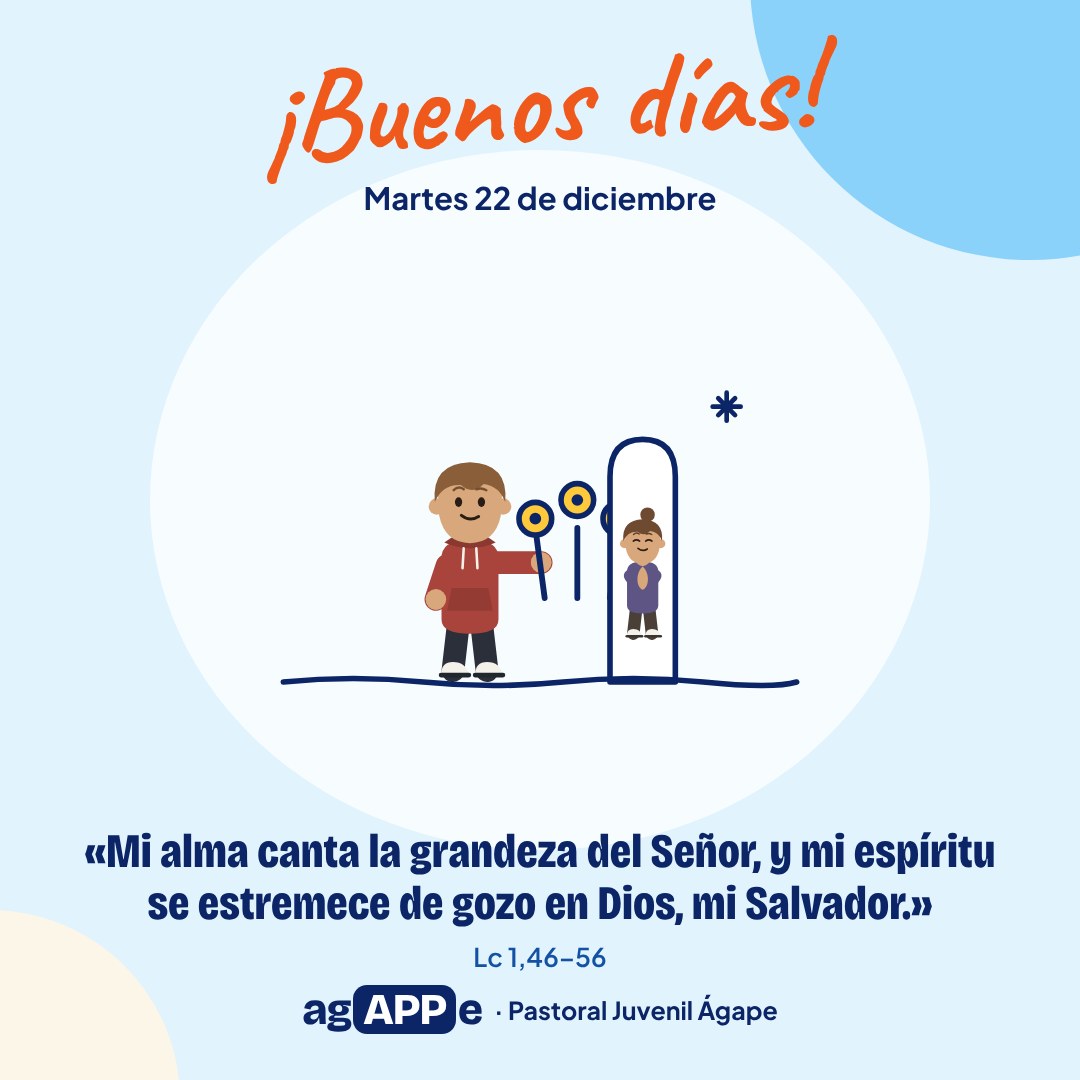 ¡Buenos días!
Martes 22 de diciembre
«Mi alma canta la grandeza del Señor, y mi espíritu
se estremece de gozo en Dios, mi Salvador.»
Lc 1,46–56
agAPPe · Pastoral Juvenil Ágape